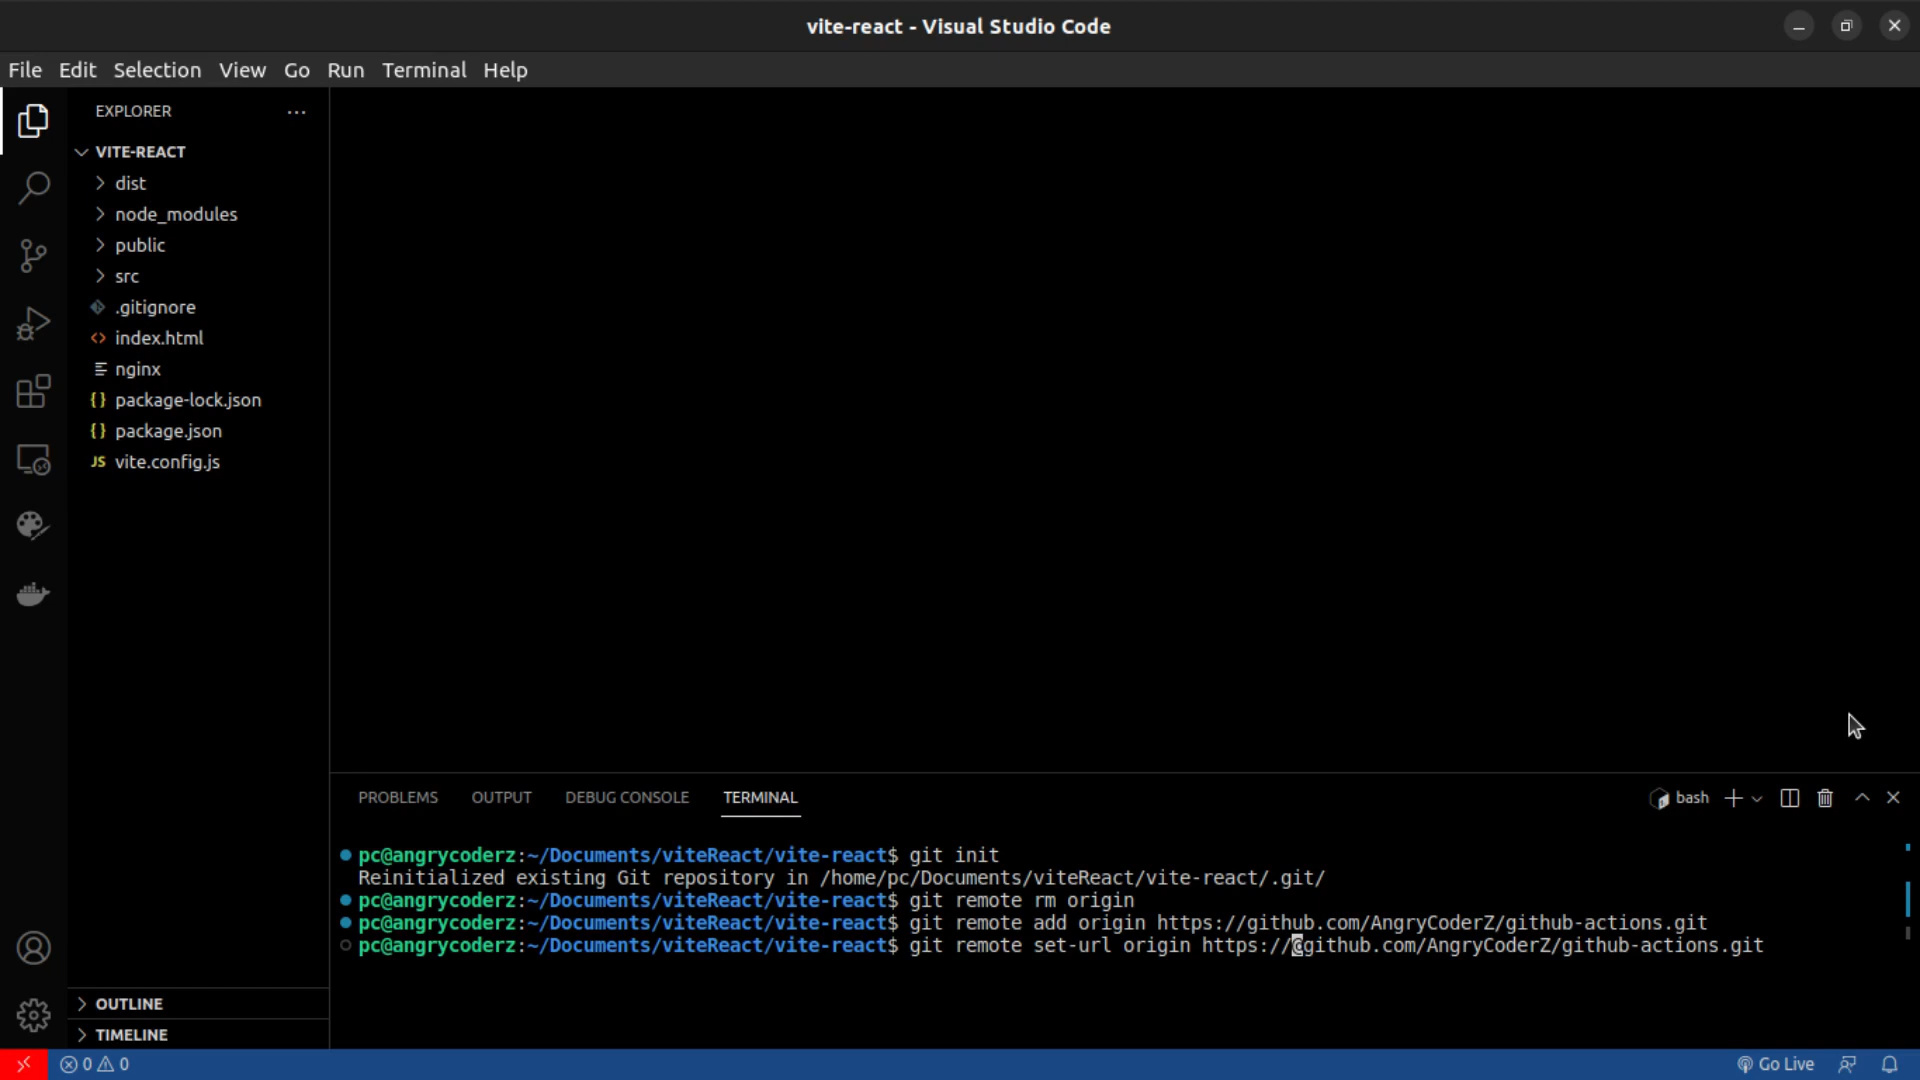 vite-react - Visual Studio Code
File Edit Selection View Go Run Terminal Help
EXPLORER
VITE-REACT
dist
node_modules
public
src
.gitignore
<> index.html
nginx
{} package-lock.json
{} package.json
JS vite.config.js
PROBLEMS OUTPUT DEBUG CONSOLE TERMINAL
bash
pc@angrycoderz:~/Documents/viteReact/vite-react$ git init
Reinitialized existing Git repository in /home/pc/Documents/viteReact/vite-react/.git/
pc@angrycoderz:~/Documents/viteReact/vite-react$ git remote rm origin
pc@angrycoderz:~/Documents/viteReact/vite-react$ git remote add origin https://github.com/AngryCoderZ/github-actions.git
pc@angrycoderz:~/Documents/viteReact/vite-react$ git remote set-url origin https://@github.com/AngryCoderZ/github-actions.git
OUTLINE
TIMELINE
0 0
Go Live